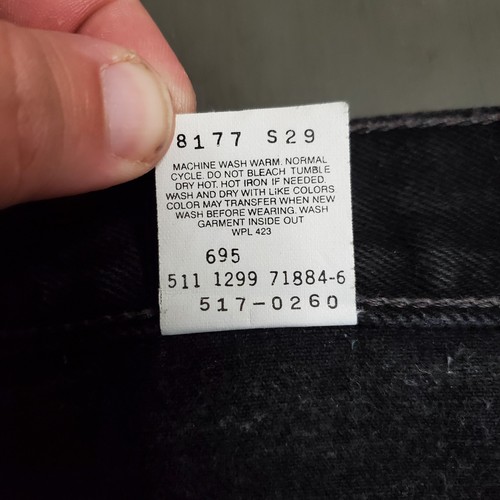 8177 S29
MACHINE WASH WARM. NORMAL
CYCLE. DO NOT BLEACH TUMBLE
DRY HOT. HOT IRON IF NEEDED.
WASH AND DRY WITH LIKE COLORS
COLOR MAY TRANSFER WHEN NEW
WASH BEFORE WEARING. WASH
GARMENT INSIDE OUT
WPL 423
695
511 1299 71884-6
517-0260